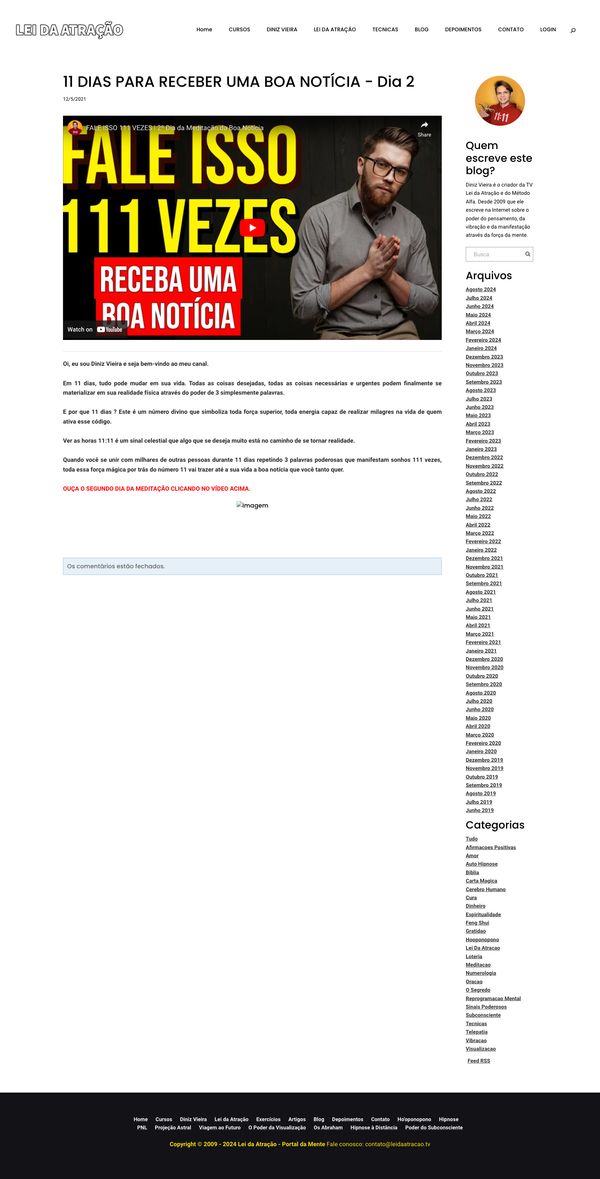 LEI DA ATRAÇÃO
Home CURSOS DINIZ VIEIRA LEI DA ATRAÇÃO TECNICAS BLOG DEPOIMENTOS CONTATO LOGIN
11 DIAS PARA RECEBER UMA BOA NOTÍCIA - Dia 2
12/5/2021
FALE ISSO 111 VEZES | 2º Dia da Meditação da Boa Notícia
Share
FALE ISSO
111 VEZES
RECEBA UMA
BOA NOTÍCIA
Watch on YouTube
Oi, eu sou Diniz Vieira e seja bem-vindo ao meu canal.
Em 11 dias, tudo pode mudar em sua vida. Todas as coisas desejadas, todas as coisas necessárias e urgentes podem finalmente se
materializar em sua realidade física através do poder de 3 simplesmente palavras.
E por que 11 dias ? Este é um número divino que simboliza toda força superior, toda energia capaz de realizar milagres na vida de quem
ativa esse código.
Ver as horas 11:11 é um sinal celestial que algo que se deseja muito está no caminho de se tornar realidade.
Quando você se unir com milhares de outras pessoas durante 11 dias repetindo 3 palavras poderosas que manifestam sonhos 111 vezes,
toda essa força mágica por trás do número 11 vai trazer até a sua vida a boa notícia que você tanto quer.
OUÇA O SEGUNDO DIA DA MEDITAÇÃO CLICANDO NO VÍDEO ACIMA.
Imagem
Os comentários estão fechados.
11:11
Quem
escreve este
blog?
Diniz Vieira é o criador da TV
Lei da Atração e do Método
Alfa. Desde 2009 que ele
escreve na Internet sobre o
poder do pensamento, da
vibração e da manifestação
através da força da mente.
Busca
Arquivos
Agosto 2024
Julho 2024
Junho 2024
Maio 2024
Abril 2024
Março 2024
Fevereiro 2024
Janeiro 2024
Dezembro 2023
Novembro 2023
Outubro 2023
Setembro 2023
Agosto 2023
Julho 2023
Junho 2023
Maio 2023
Abril 2023
Março 2023
Fevereiro 2023
Janeiro 2023
Dezembro 2022
Novembro 2022
Outubro 2022
Setembro 2022
Agosto 2022
Julho 2022
Junho 2022
Maio 2022
Abril 2022
Março 2022
Fevereiro 2022
Janeiro 2022
Dezembro 2021
Novembro 2021
Outubro 2021
Setembro 2021
Agosto 2021
Julho 2021
Junho 2021
Maio 2021
Abril 2021
Março 2021
Fevereiro 2021
Janeiro 2021
Dezembro 2020
Novembro 2020
Outubro 2020
Setembro 2020
Agosto 2020
Julho 2020
Junho 2020
Maio 2020
Abril 2020
Março 2020
Fevereiro 2020
Janeiro 2020
Dezembro 2019
Novembro 2019
Outubro 2019
Setembro 2019
Agosto 2019
Julho 2019
Junho 2019
Categorias
Tudo
Afirmacoes Positivas
Amor
Auto Hipnose
Biblia
Carta Magica
Cerebro Humano
Cura
Dinheiro
Espiritualidade
Feng Shui
Gratidao
Hooponopono
Lei Da Atracao
Loteria
Meditacao
Numerologia
Oracao
O Segredo
Reprogramacao Mental
Sinais Poderosos
Subconsciente
Tecnicas
Telepatia
Vibracao
Visualizacao
Feed RSS
Home Cursos Diniz Vieira Lei da Atração Exercícios Artigos Blog Depoimentos Contato Ho'oponopono Hipnose
PNL Projeção Astral Viagem ao Futuro O Poder da Visualização Os Abraham Hipnose à Distância Poder do Subconsciente
Copyright © 2009 - 2024 Lei da Atração - Portal da Mente Fale conosco: contato@leidaatracao.tv